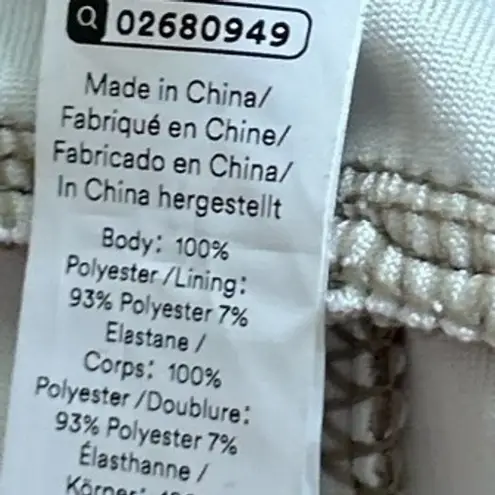 02680949
Made in China/
Fabriqué en Chine/
Fabricado en China/
In China hergestellt
Body: 100%
Polyester/Lining:
93% Polyester 7%
Elastane /
Corps: 100%
Polyester/Doublure:
93% Polyester 7%
Élasthanne /
Körper: